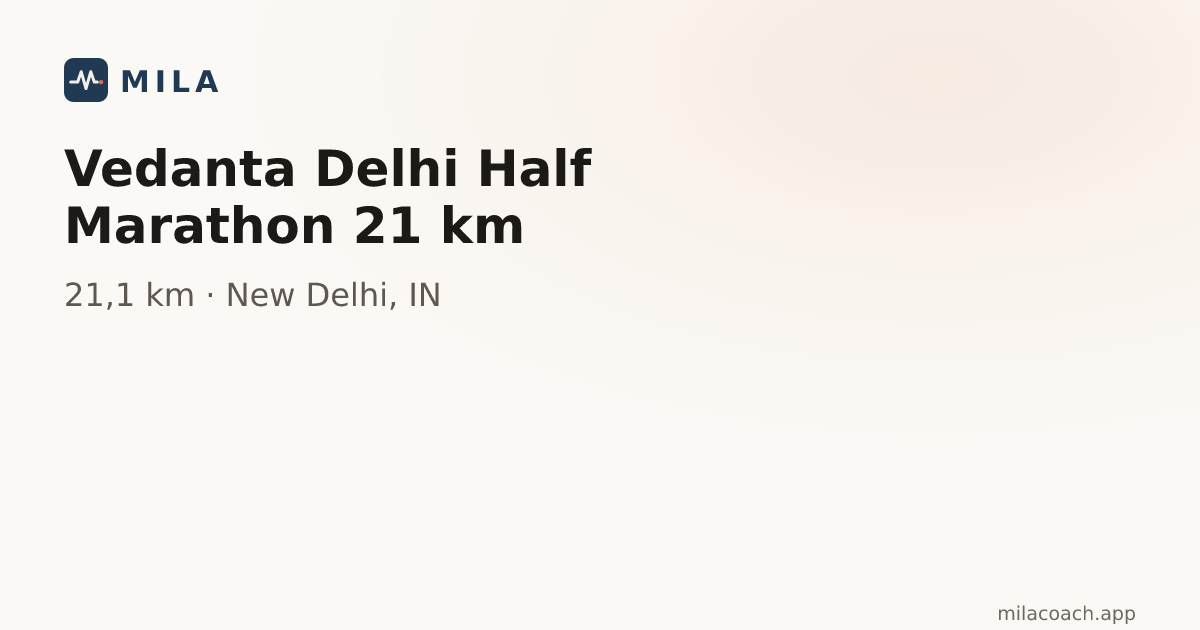 MILA
Vedanta Delhi Half
Marathon 21 km
21,1 km · New Delhi, IN
milacoach.app